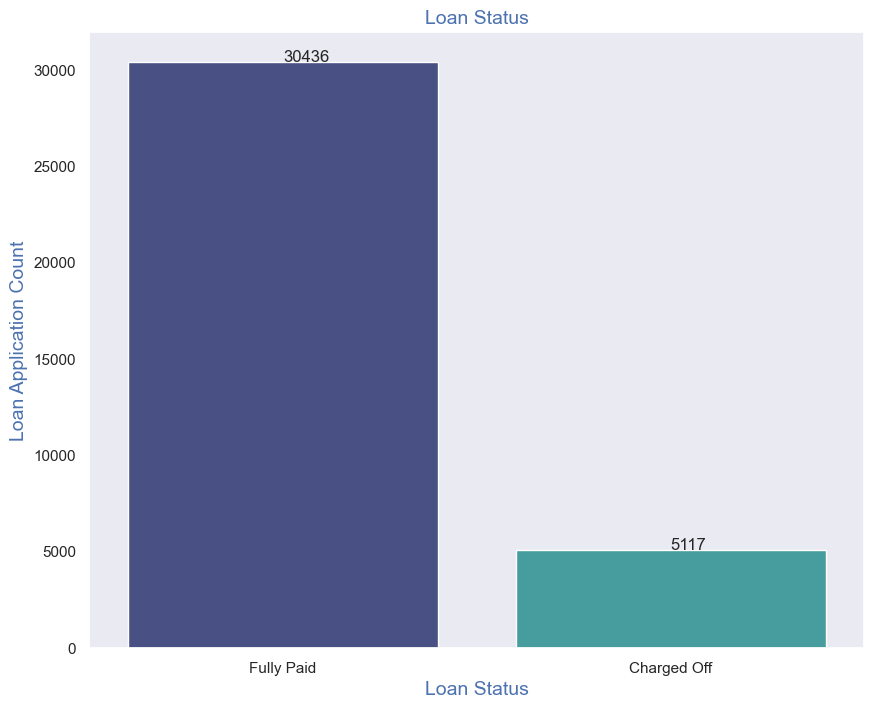 Loan Status
30436
30000
25000
20000
15000
10000
5000
0
5117
Loan Application Count
Fully Paid
Charged Off
Loan Status